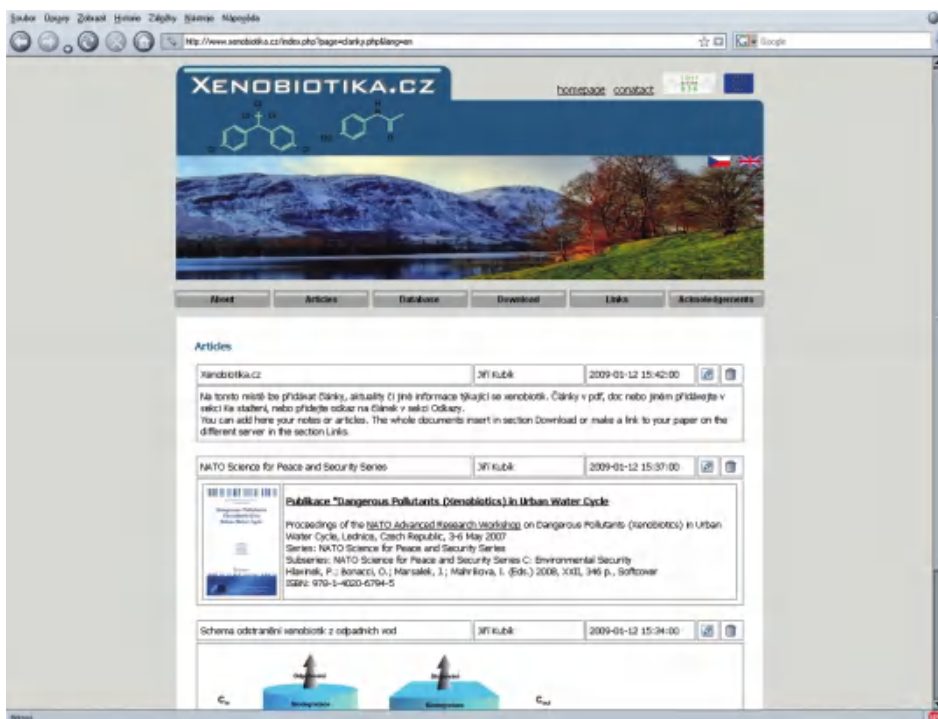 Soubor Úpravy Zobrazit Historie Záložky Nástroje Nápověda
http://www.xenobiotika.cz/index.php?page=clanky.php&lang=en
Google
XENOBIOTIKA.CZ
homepage conatact
About Articles Database Download Links Acknoledgements
Articles
Xenobiotika.cz Jiří Kubík 2009-01-12 15:42:00
Na tomto místě lze přidávat články, aktuality či jiné informace týkající se xenobiotik. Články v pdf, doc nebo jiném přidávejte v
sekci Ke stažení, nebo přidejte odkaz na článek v sekci Odkazy.
You can add here your notes or articles. The whole documents insert in section Download or make a link to your paper on the
different server in the section Links.
NATO Science for Peace and Security Series Jiří Kubík 2009-01-12 15:37:00
Publikace "Dangerous Pollutants (Xenobiotics) in Urban Water Cycle
Proceedings of the NATO Advanced Research Workshop on Dangerous Pollutants (Xenobiotics) in Urban
Water Cycle, Lednice, Czech Republic, 3-6 May 2007
Series: NATO Science for Peace and Security Series
Subseries: NATO Science for Peace and Security Series C: Environmental Security
Hlavinek, P.; Bonacci, O.; Marsalek, J.; Mahrikova, I. (Eds.) 2008, XXII, 346 p., Softcover
ISBN: 978-1-4020-6794-5
Schema odstranění xenobiotik z odpadních vod Jiří Kubík 2009-01-12 15:34:00
Biodegradace Biodegradace